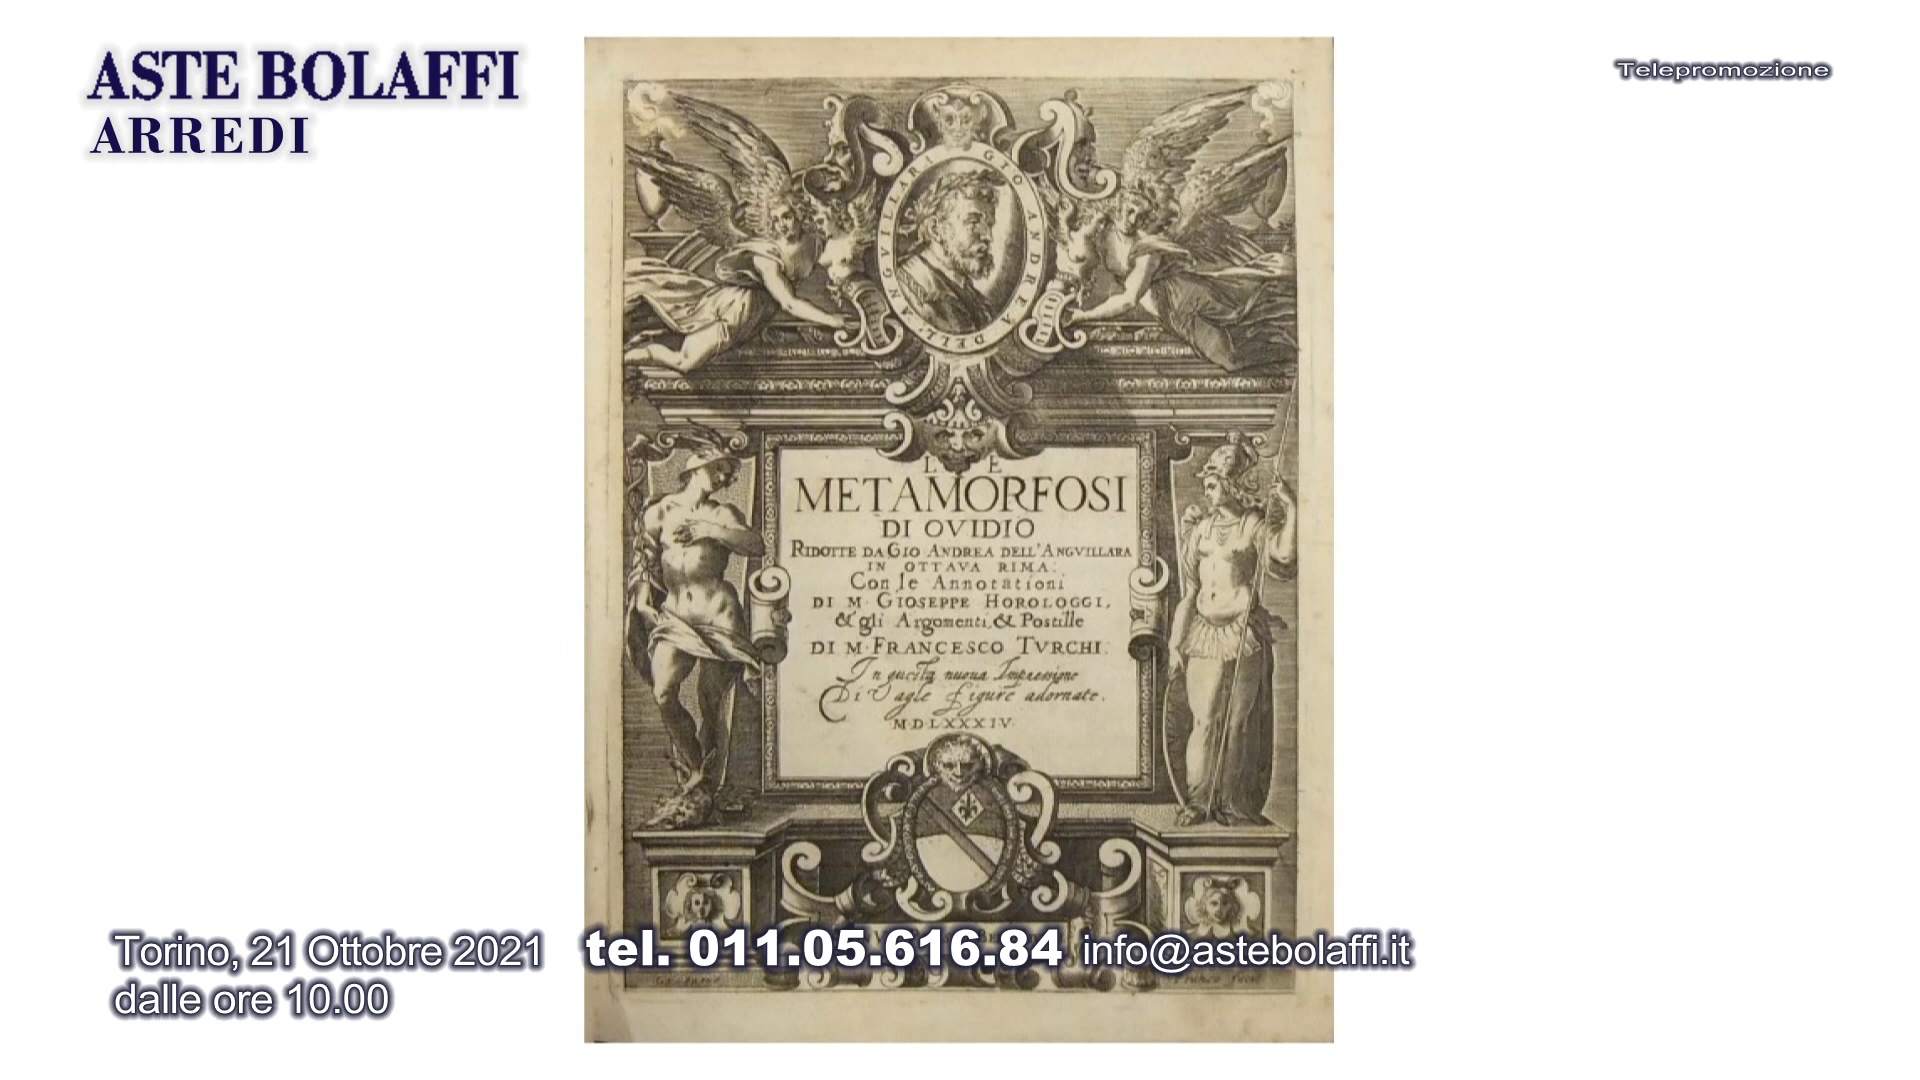 ASTE BOLAFFI
ARREDI
Telepromozione
GIO ANDREA DELL'ANGVILLARA
LE
METAMORFOSI
DI OVIDIO
RIDOTTE DA GIO ANDREA DELL'ANGVILLARA
IN OTTAVA RIMA:
Con le Annotationi
DI M. GIOSEPPE HOROLOGGI,
& gli Argomenti, & Postille
DI M. FRANCESCO TVRCHI.
In questa nuoua Impressione
Di Vagle figure adornate.
M·D·LXXXIV·
Torino, 21 Ottobre 2021
dalle ore 10.00
tel. 011.05.616.84
info@astebolaffi.it